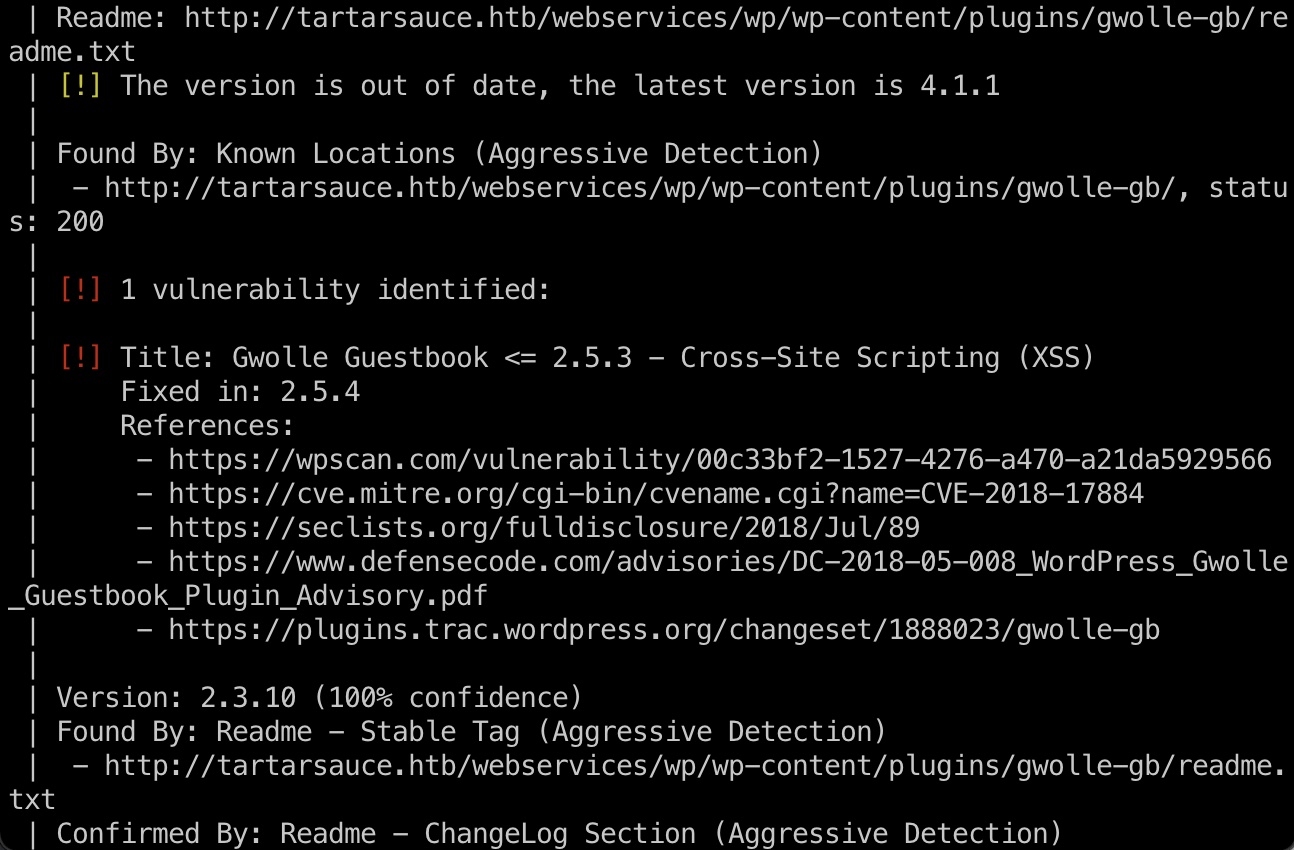 | Readme: http://tartarsauce.htb/webservices/wp/wp-content/plugins/gwolle-gb/re
adme.txt
| [!] The version is out of date, the latest version is 4.1.1
|
| Found By: Known Locations (Aggressive Detection)
|  - http://tartarsauce.htb/webservices/wp/wp-content/plugins/gwolle-gb/, statu
s: 200
|
| [!] 1 vulnerability identified:
|
| [!] Title: Gwolle Guestbook <= 2.5.3 - Cross-Site Scripting (XSS)
|     Fixed in: 2.5.4
|     References:
|      - https://wpscan.com/vulnerability/00c33bf2-1527-4276-a470-a21da5929566
|      - https://cve.mitre.org/cgi-bin/cvename.cgi?name=CVE-2018-17884
|      - https://seclists.org/fulldisclosure/2018/Jul/89
|      - https://www.defensecode.com/advisories/DC-2018-05-008_WordPress_Gwolle
_Guestbook_Plugin_Advisory.pdf
|      - https://plugins.trac.wordpress.org/changeset/1888023/gwolle-gb
|
| Version: 2.3.10 (100% confidence)
| Found By: Readme - Stable Tag (Aggressive Detection)
|  - http://tartarsauce.htb/webservices/wp/wp-content/plugins/gwolle-gb/readme.
txt
| Confirmed By: Readme - ChangeLog Section (Aggressive Detection)